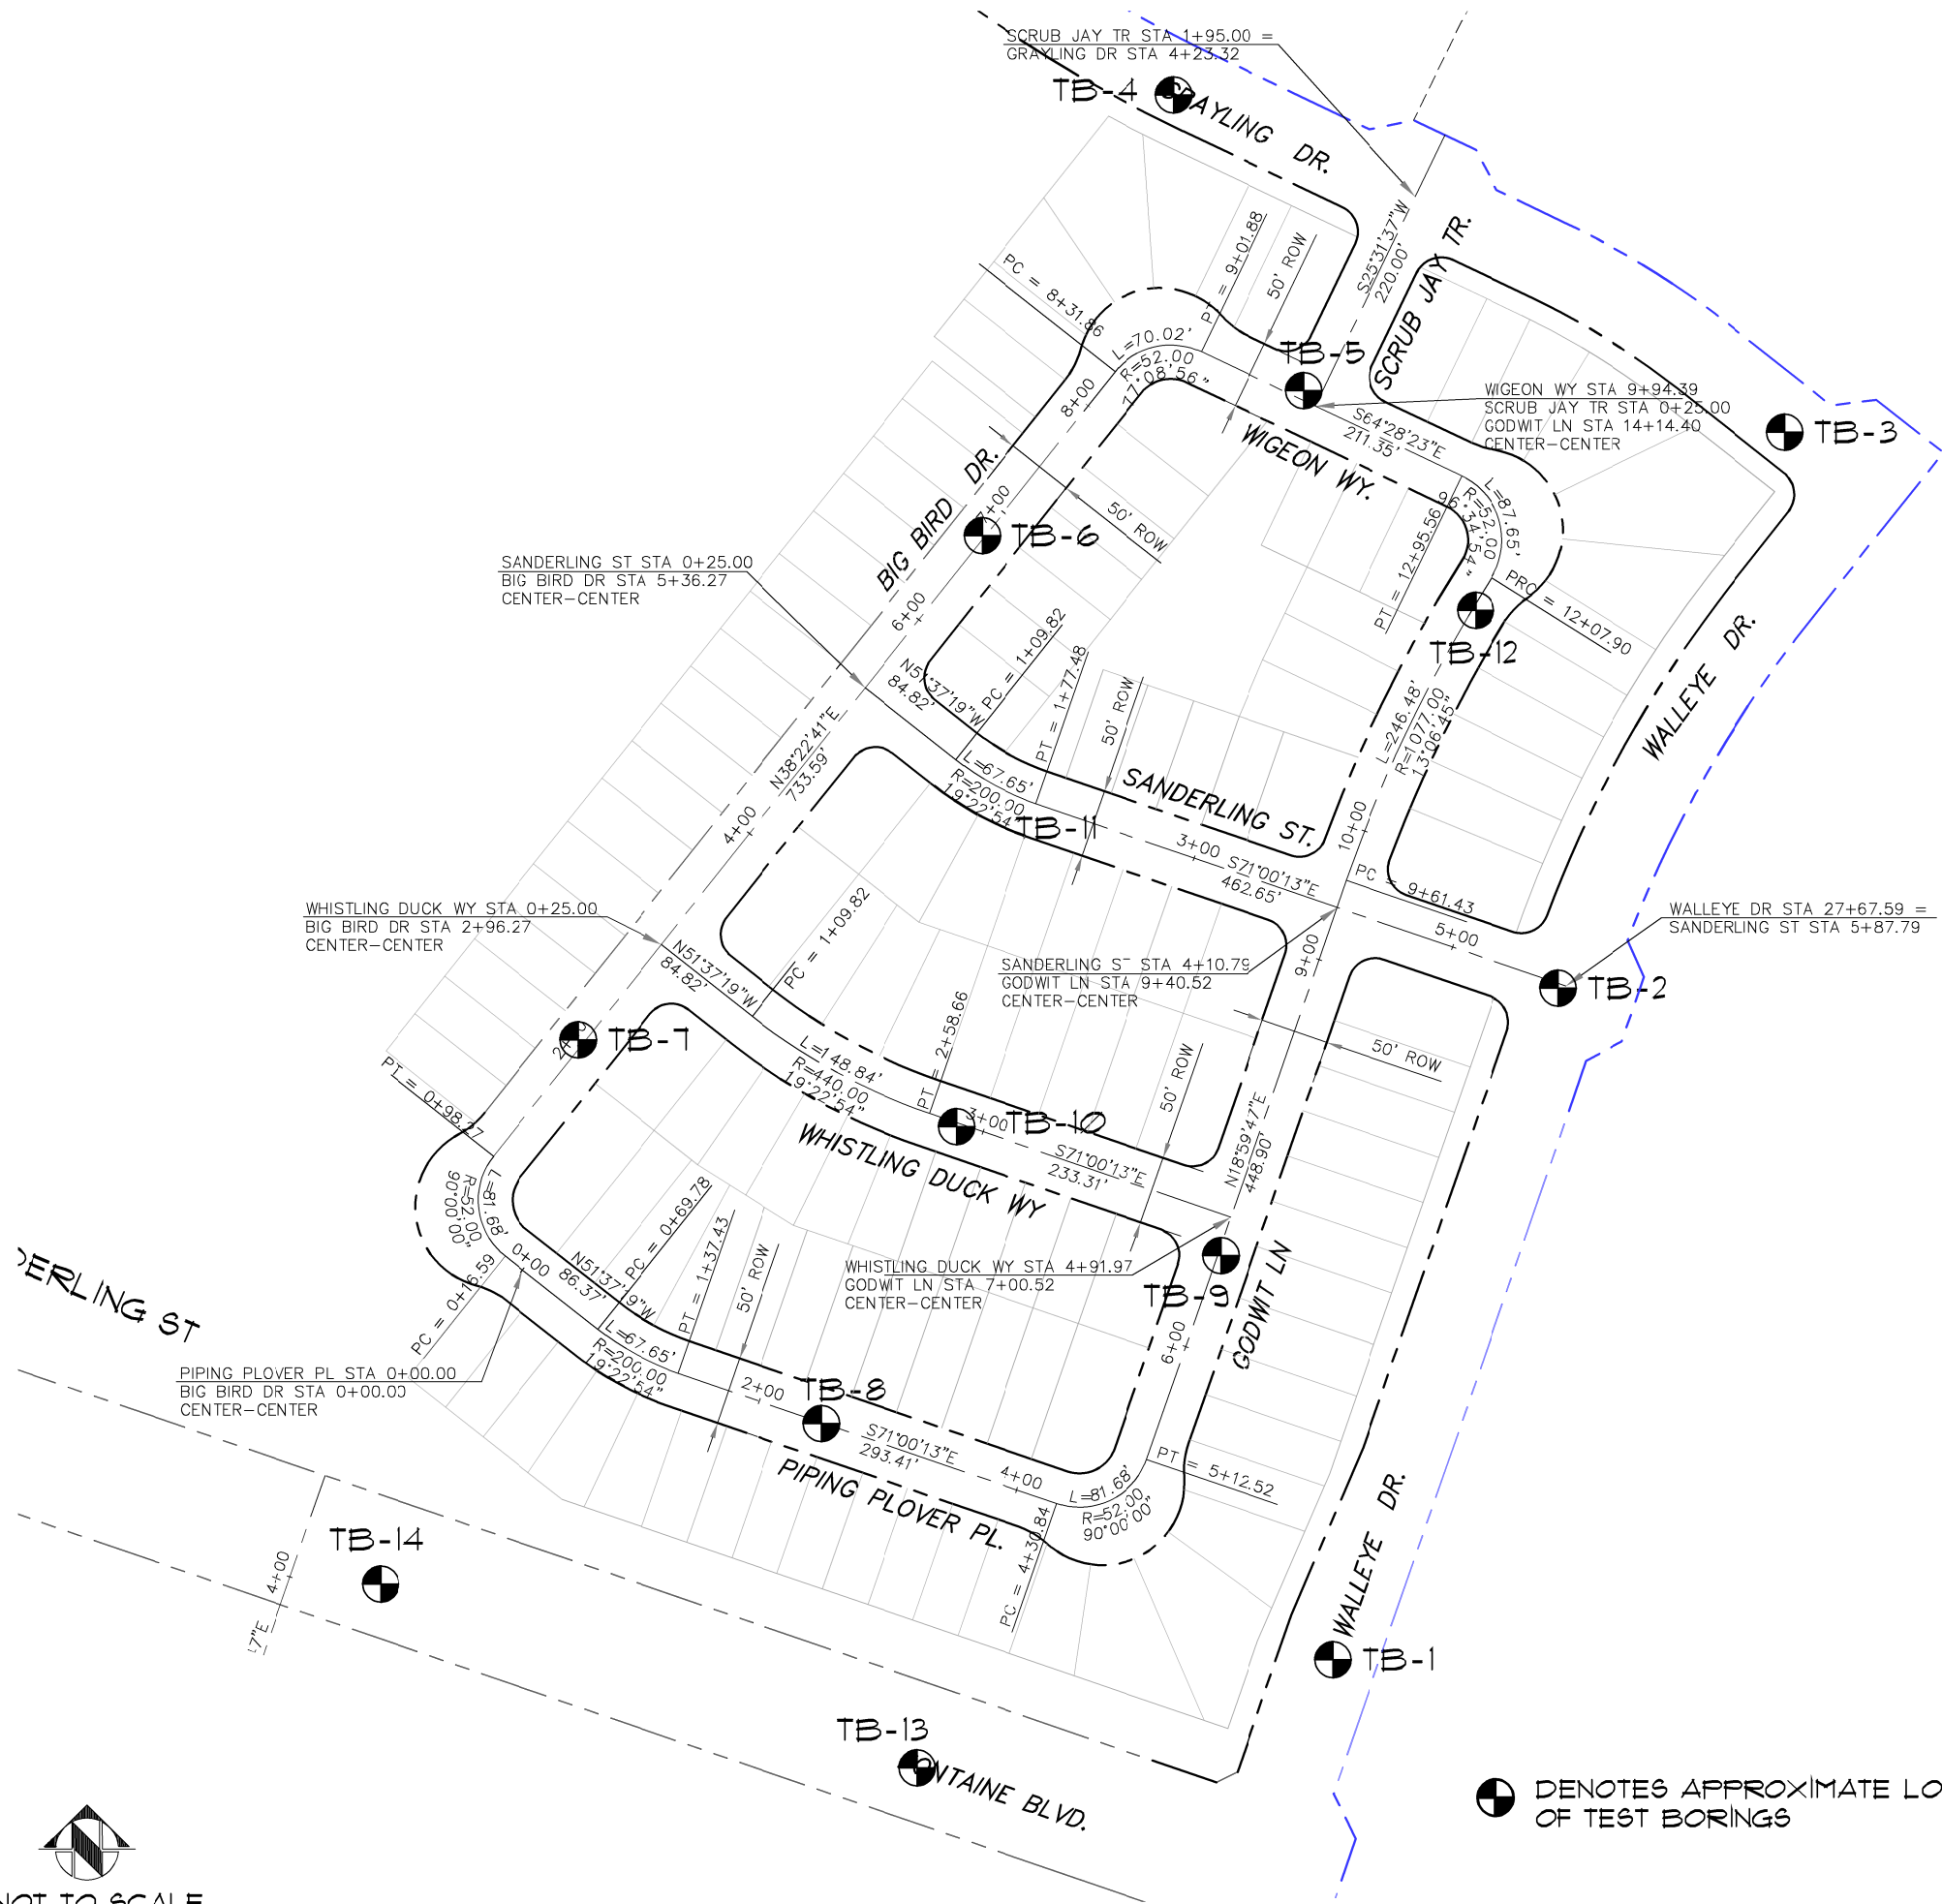 SCRUB JAY TR STA 1+95.00 =
GRAYLING DR STA 4+23.32
TB-4
DR.
S25°31'37"W
220.00'
SCRUB JAY TR.
PT = 9+01.88
50' ROW
PC = 8+31.86
L=70.02'
R=52.00
77°08'56"
8+00
TB-5
WIGEON WY STA 9+94.39
SCRUB JAY TR STA 0+25.00
GODWIT LN STA 14+14.40
CENTER-CENTER
S64°28'23"E
211.35'
TB-3
WIGEON WY.
BIG BIRD DR.
7+00
TB-6
50' ROW
L=87.65'
R=52.00
96°34'54"
PT = 12+95.56
PRC = 12+07.90
TB-12
SANDERLING ST STA 0+25.00
BIG BIRD DR STA 5+36.27
CENTER-CENTER
6+00
N51°37'19"W
84.82'
PC = 1+09.82
PT = 1+77.48
50' ROW
WALLEYE DR.
N38°22'41"E
733.59'
L=246.48'
R=1077.00
13°06'45"
L=67.65'
R=200.00
19°22'54"
SANDERLING ST.
TB-11
4+00
3+00
S71°00'13"E
462.65'
10+00
PC = 9+61.43
5+00
WALLEYE DR STA 27+67.59 =
SANDERLING ST STA 5+87.79
WHISTLING DUCK WY STA 0+25.00
BIG BIRD DR STA 2+96.27
CENTER-CENTER
N51°37'19"W
84.82'
PC = 1+09.82
SANDERLING ST STA 4+10.79
GODWIT LN STA 9+40.52
CENTER-CENTER
9+00
TB-2
TB-7
PT = 2+58.66
50' ROW
50' ROW
PT = 0+98.27
L=148.84'
R=440.00
19°22'54"
3+00
TB-10
S71°00'13"E
233.31'
N18°59'47"E
448.90'
WHISTLING DUCK WY
L=81.68'
R=52.00
90°00'00"
PC = 0+16.59
0+00
N51°37'19"W
86.37'
PC = 0+69.78
PT = 1+37.43
50' ROW
WHISTLING DUCK WY STA 4+91.97
GODWIT LN STA 7+00.52
CENTER-CENTER
TB-9
GODWIT LN
6+00
DERLING ST
PIPING PLOVER PL STA 0+00.00
BIG BIRD DR STA 0+00.00
CENTER-CENTER
L=67.65'
R=200.00
19°22'54"
2+00
TB-8
S71°00'13"E
293.41'
4+00
PIPING PLOVER PL.
L=81.68'
R=52.00
90°00'00"
PT = 5+12.52
PC = 4+30.84
WALLEYE DR.
TB-14
4+00
7"E
TB-1
TB-13
NTAINE BLVD.
DENOTES APPROXIMATE LO
OF TEST BORINGS
N
NOT TO SCALE